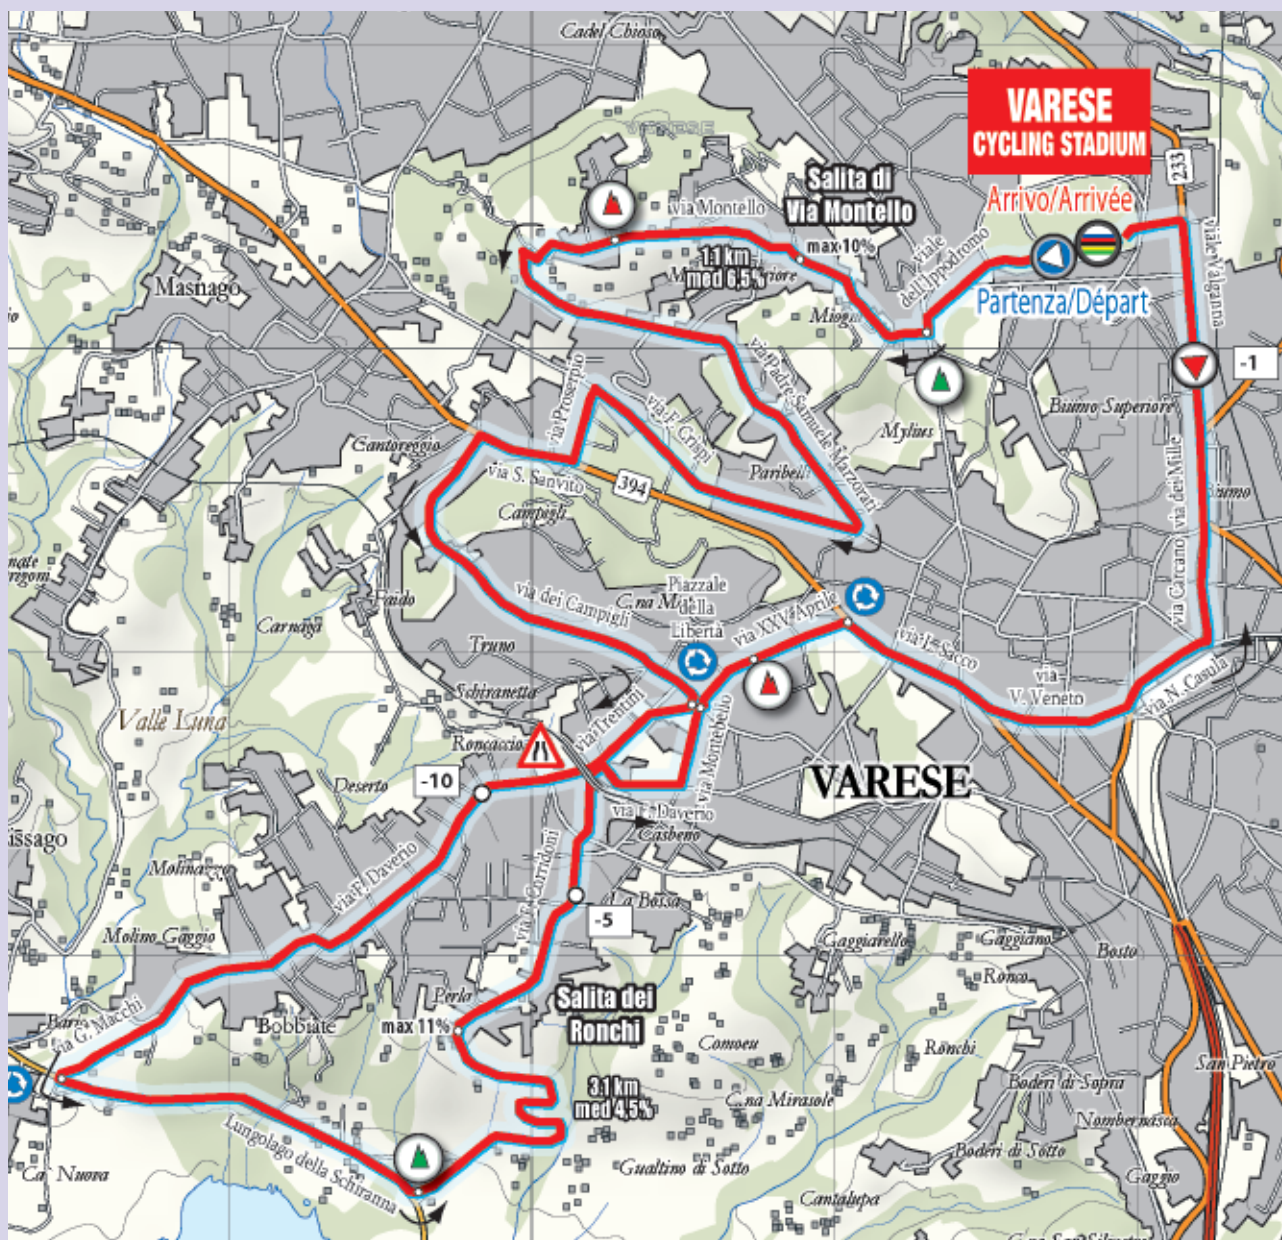 Cadel Chioso
VARESE
CYCLING STADIUM
VARESE
233
Salita di
Via Montello
Arrivo/Arrivée
via Montello
max 10%
viale
dell'Ippodromo
viale Valganna
1.1 km
med 6,5%
Masnago
Partenza/Départ
-1
via Proserpio
via Padre Samuele Marzorati
Biumo Superiore
via F. Crispi
Mylius
Cantoreggio
via S. Sanvito
394
Campigli
via Carcano
via dei Mille
Faido
via dei Campigli
Piazzale
della
Libertà
via XXV Aprile
Carnaga
Truno
via L. Sacco
via
V. Veneto
via N. Casula
Schiranetta
via Trentini
Valle Luna
Roncaccio
via Montebello
Deserto
-10
VARESE
via F. Daverio
Casbeno
via F. Daverio
via T. Corridoni
La Bossa
-5
Molino Gaggio
Gaggiarello
Gaggiano
Bosto
Ronco
Perla
Salita dei
Ronchi
via G. Macchi
Bobbiate
max 11%
Comoeu
Ronchi
San Pietro
3.1 km
med 4,5%
C.na Mirasole
Boderi di Sopra
Nombernasca
Lungolago della Schiranna
Boderi di Sotto
Ca' Nuova
Gualtino di Sotto
Gaggio
Cantalupa